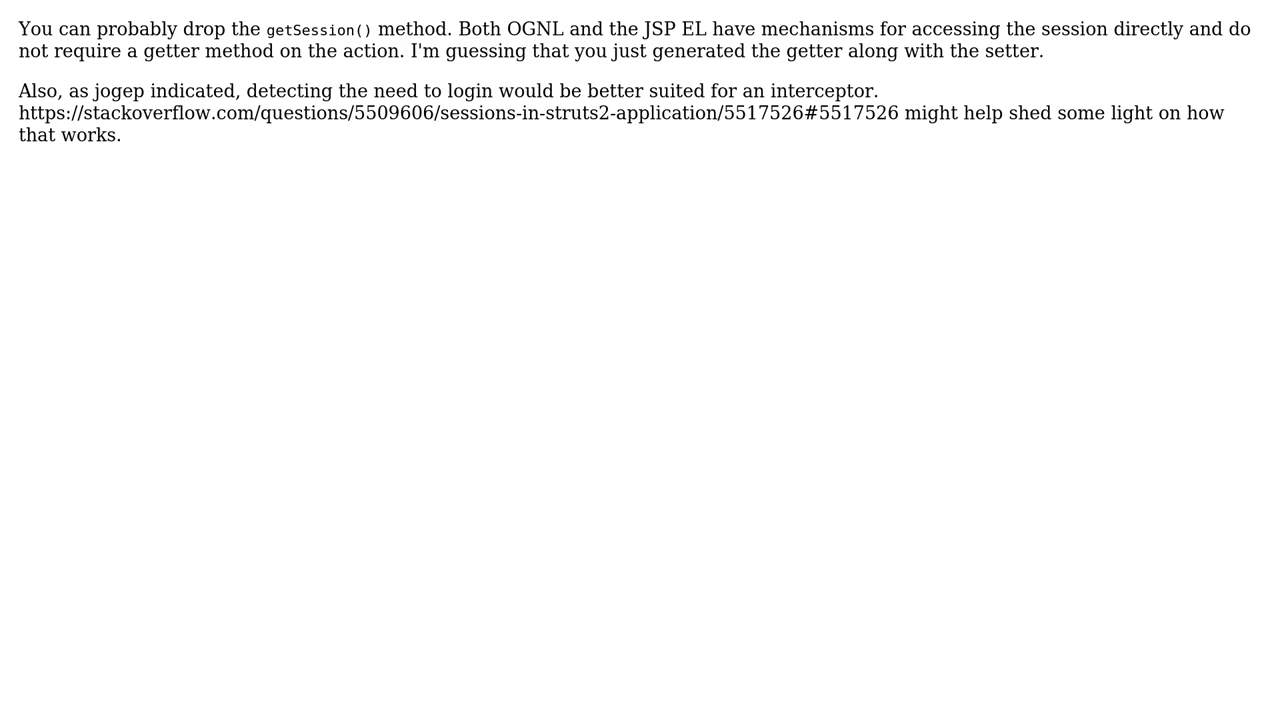 You can probably drop the getSession() method. Both OGNL and the JSP EL have mechanisms for accessing the session directly and do
not require a getter method on the action. I'm guessing that you just generated the getter along with the setter.
Also, as jogep indicated, detecting the need to login would be better suited for an interceptor.
https://stackoverflow.com/questions/5509606/sessions-in-struts2-application/5517526#5517526 might help shed some light on how
that works.